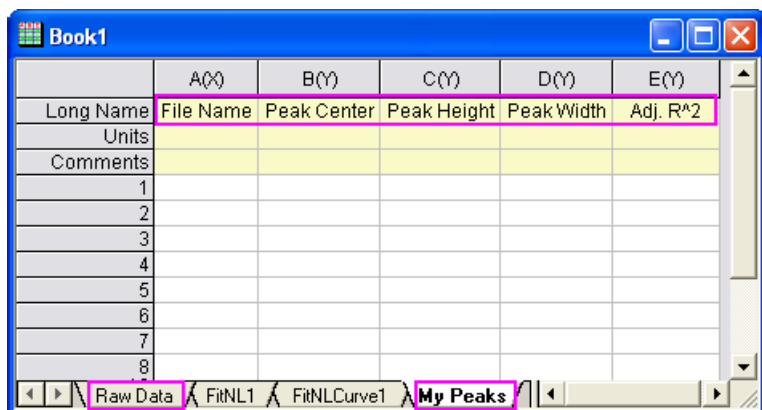 Book1
A(X) B(Y) C(Y) D(Y) E(Y)
Long Name File Name Peak Center Peak Height Peak Width Adj. R^2
Units
Comments
1
2
3
4
5
6
7
8
Raw Data FitNL1 FitNLCurve1 My Peaks